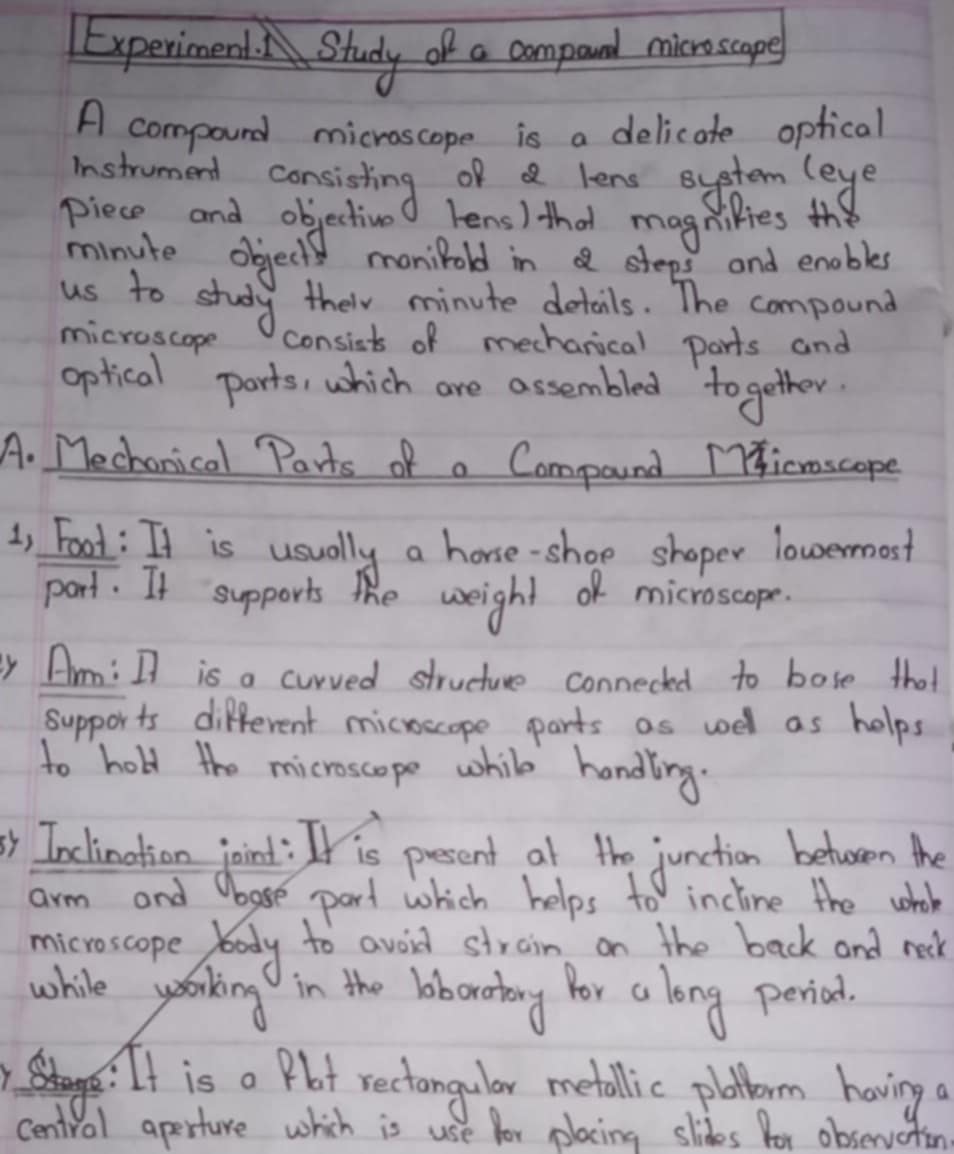 Experiment.1 Study of a compound microscope
A compound microscope is a delicate optical
Instrument consisting of 2 lens system (eye
piece and objective lens) that magnifies the
minute objects manifold in 2 steps and enables
us to study their minute details. The compound
microscope consists of mechanical parts and
optical parts, which are assembled together.
A. Mechanical Parts of a Compound Microscope
1, Foot: It is usually a horse-shoe shaper lowermost
part. It supports the weight of microscope.
Arm: It is a curved structure connected to base that
supports different microscope parts as well as helps
to hold the microscope while handling.
3, Inclination joint: It is present at the junction between the
arm and base part which helps to incline the whole
microscope body to avoid strain on the back and neck
while working in the laboratory for a long period.
Stage: It is a flat rectangular metallic platform having a
central aperture which is use for placing slides for observation.